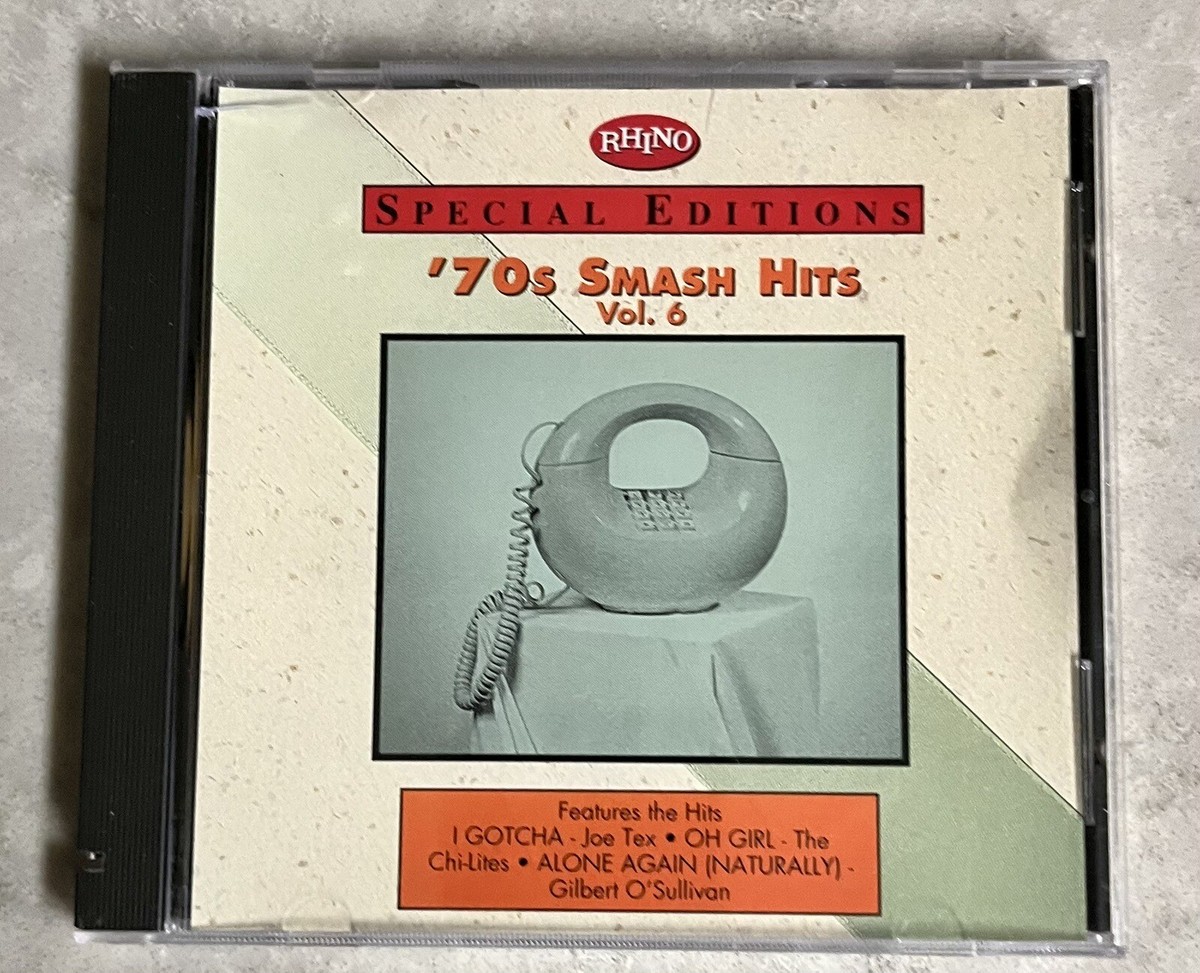 RHINO
SPECIAL EDITIONS
'70s SMASH HITS
Vol. 6
Features the Hits
I GOTCHA - Joe Tex • OH GIRL - The
Chi-Lites • ALONE AGAIN (NATURALLY) -
Gilbert O'Sullivan